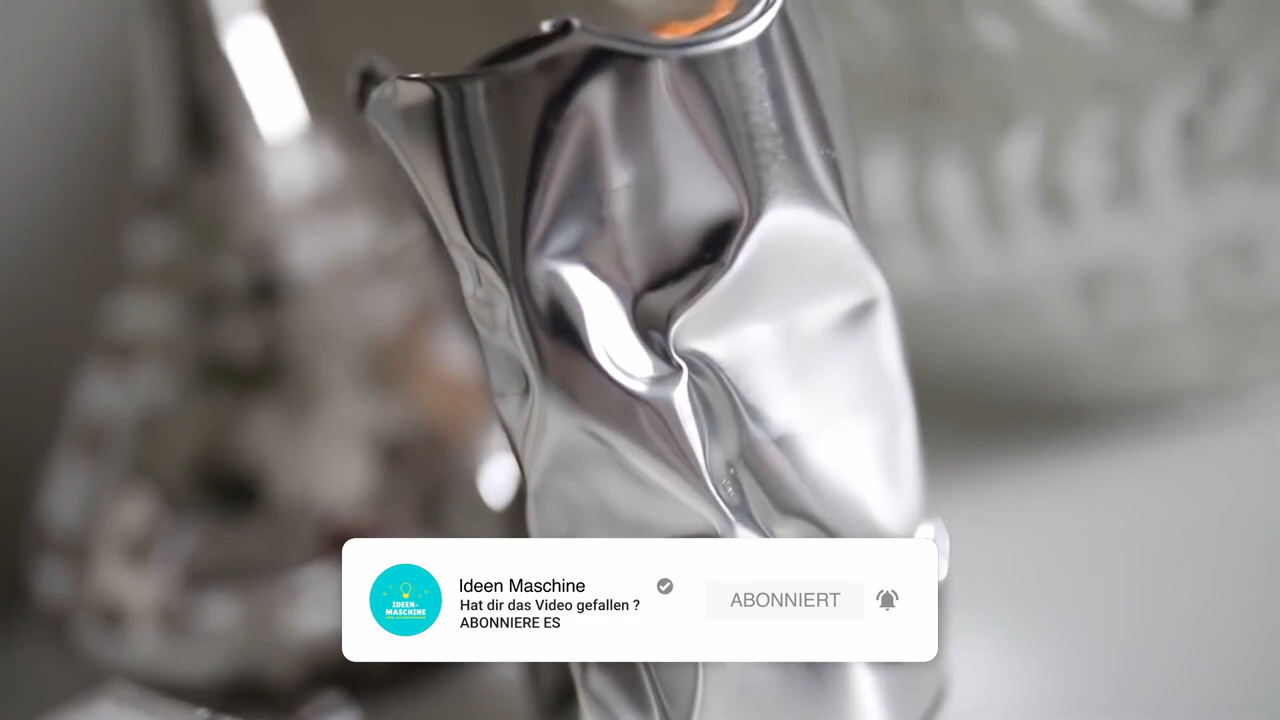 Ideen Maschine
Hat dir das Video gefallen ?
ABONNIERE ES
ABONNIERT
IDEEN-
MASCHINE